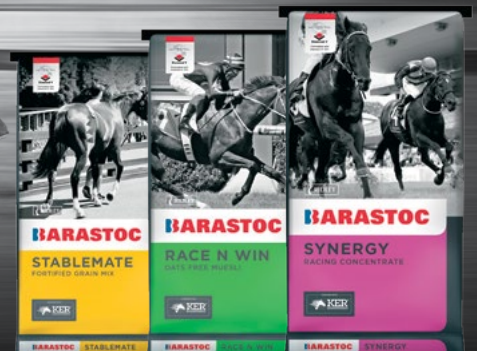 BARASTOC
STABLEMATE
FORTIFIED GRAIN MIX
KER
BARASTOC
RACE N WIN
OATS FREE MUESLI
KER
BARASTOC
SYNERGY
RACING CONCENTRATE
KER
BARASTOC STABLEMATE
BARASTOC RACE N WIN
BARASTOC SYNERGY